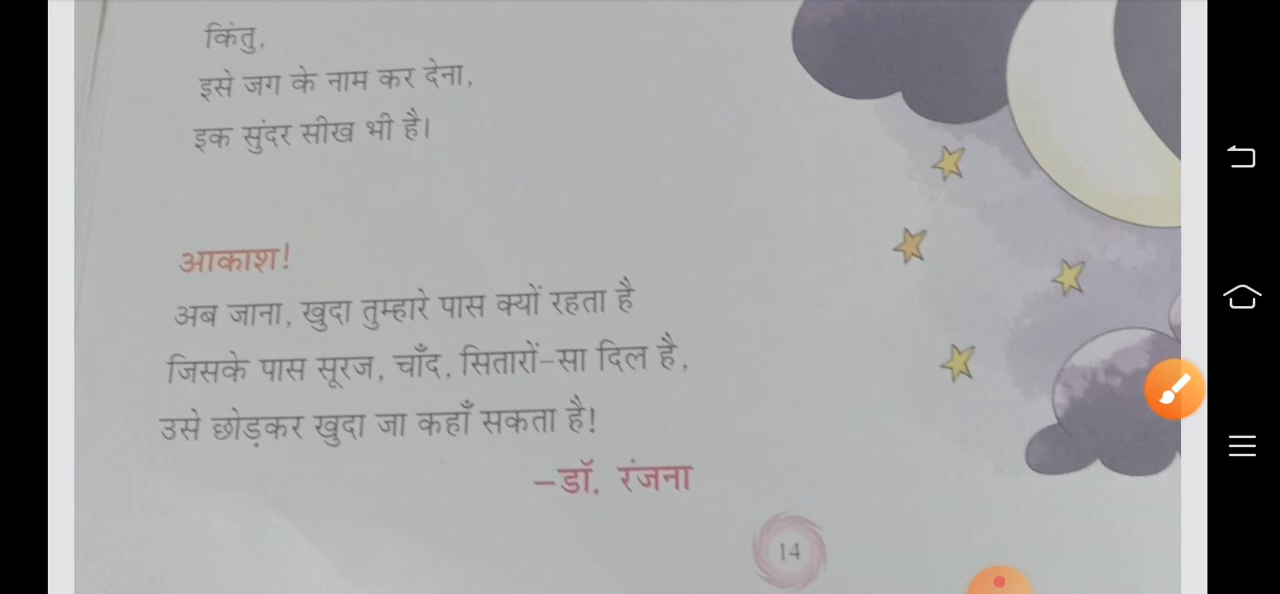 किंतु,
इसे जग के नाम कर देना,
इक सुंदर सीख भी है।
आकाश!
अब जाना, खुदा तुम्हारे पास क्यों रहता है
जिसके पास सूरज, चाँद, सितारों-सा दिल है,
उसे छोड़कर खुदा जा कहाँ सकता है!
-डॉ. रंजना
14